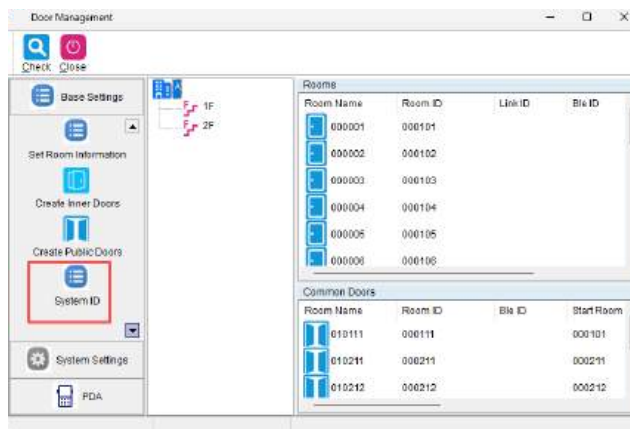 Door Management
Check Close
Base Settings
Set Room Information
Create Inner Doors
Create Public Doors
System ID
System Settings
PDA
A
1F
2F
Rooms
Room Name Room ID Link ID Ble ID
000001 000101
000002 000102
000003 000103
000004 000104
000005 000105
000006 000106
Common Doors
Room Name Room ID Ble ID Start Room
010111 000111 000101
010211 000211 000211
010212 000212 000212